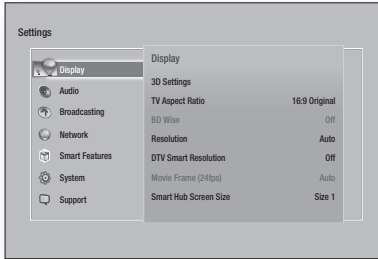 Settings
Display
Audio
Broadcasting
Network
Smart Features
System
Support
Display
3D Settings
TV Aspect Ratio 16:9 Original
BD Wise Off
Resolution Auto
DTV Smart Resolution Off
Movie Frame (24fps) Auto
Smart Hub Screen Size Size 1